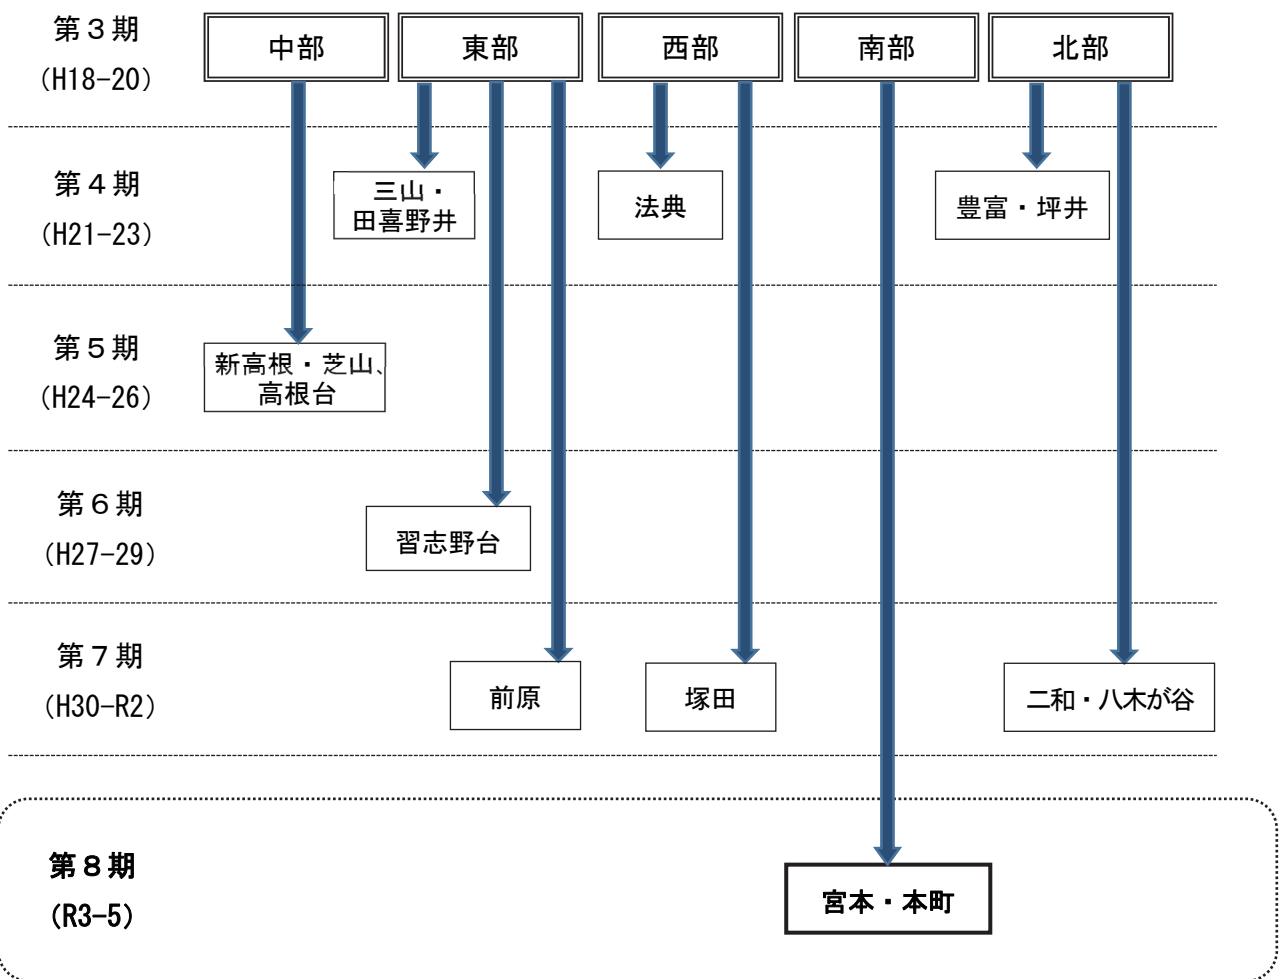 第３期
(H18-20)
中部
東部
西部
南部
北部
第４期
(H21-23)
三山・
田喜野井
法典
豊富・坪井
第５期
(H24-26)
新高根・芝山、
高根台
第６期
(H27-29)
習志野台
第７期
(H30-R2)
前原
塚田
二和・八木が谷
第８期
(R3-5)
宮本・本町